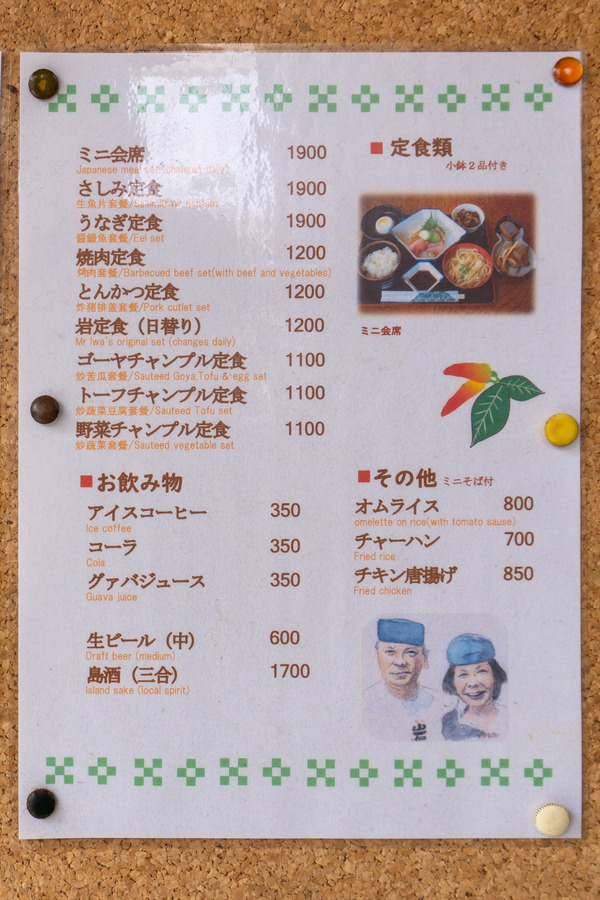 ミニ会席 1900
Japanese meal set (changes daily)
さしみ定食 1900
生魚片套餐/
うなぎ定食 1900
鰻魚套餐/Eel set
焼肉定食 1200
烤肉套餐/Barbecued beef set(with beef and vegetables)
とんかつ定食 1200
炸猪排套餐/Pork cutlet set
岩定食（日替り） 1200
Mr Iwa's original set (changes daily)
ゴーヤチャンプル定食 1100
炒苦瓜套餐/Sauteed Goya,Tofu & egg set
トーフチャンプル定食 1100
炒蔬菜豆腐套餐/Sauteed Tofu set
野菜チャンプル定食 1100
炒蔬菜套餐/Sauteed vegetable set
■ 定食類
小鉢２品付き
ミニ会席
■お飲み物
アイスコーヒー 350
Ice coffee
コーラ 350
Cola
グァバジュース 350
Guava juice
生ビール（中） 600
Draft beer (medium)
島酒（三合） 1700
Island sake (local spirit)
■その他 ミニそば付
オムライス 800
omelette on rice(with tomato sause)
チャーハン 700
Fried rice
チキン唐揚げ 850
Fried chicken